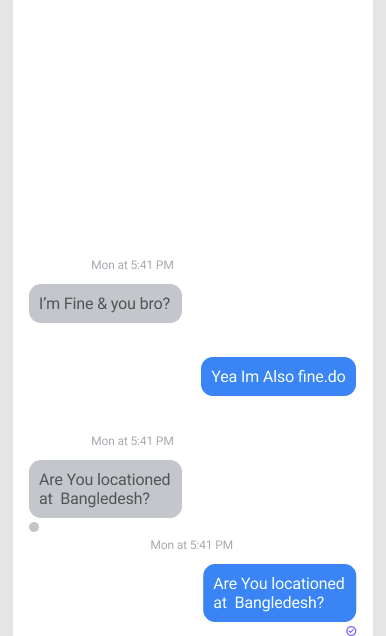 Mon at 5:41 PM
I'm Fine & you bro?
Yea Im Also fine.do
Mon at 5:41 PM
Are You locationed
at  Bangledesh?
Mon at 5:41 PM
Are You locationed
at  Bangledesh?